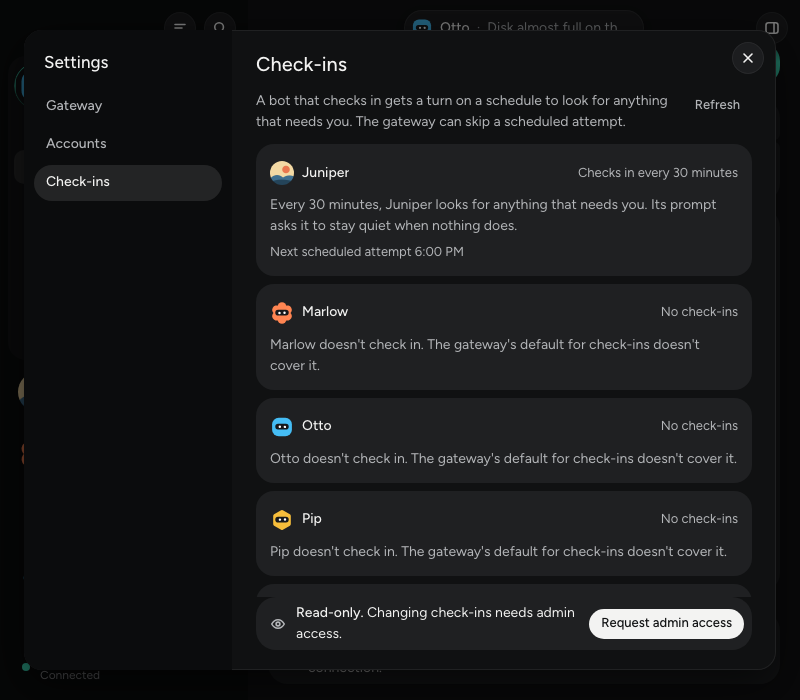 Otto · Disk almost full on th
Settings
Gateway
Accounts
Check-ins
Check-ins
A bot that checks in gets a turn on a schedule to look for anything
that needs you. The gateway can skip a scheduled attempt.
Refresh
Juniper
Checks in every 30 minutes
Every 30 minutes, Juniper looks for anything that needs you. Its prompt
asks it to stay quiet when nothing does.
Next scheduled attempt 6:00 PM
Marlow
No check-ins
Marlow doesn't check in. The gateway's default for check-ins doesn't
cover it.
Otto
No check-ins
Otto doesn't check in. The gateway's default for check-ins doesn't cover it.
Pip
No check-ins
Pip doesn't check in. The gateway's default for check-ins doesn't cover it.
Read-only. Changing check-ins needs admin
access.
Request admin access
Connected
connection.